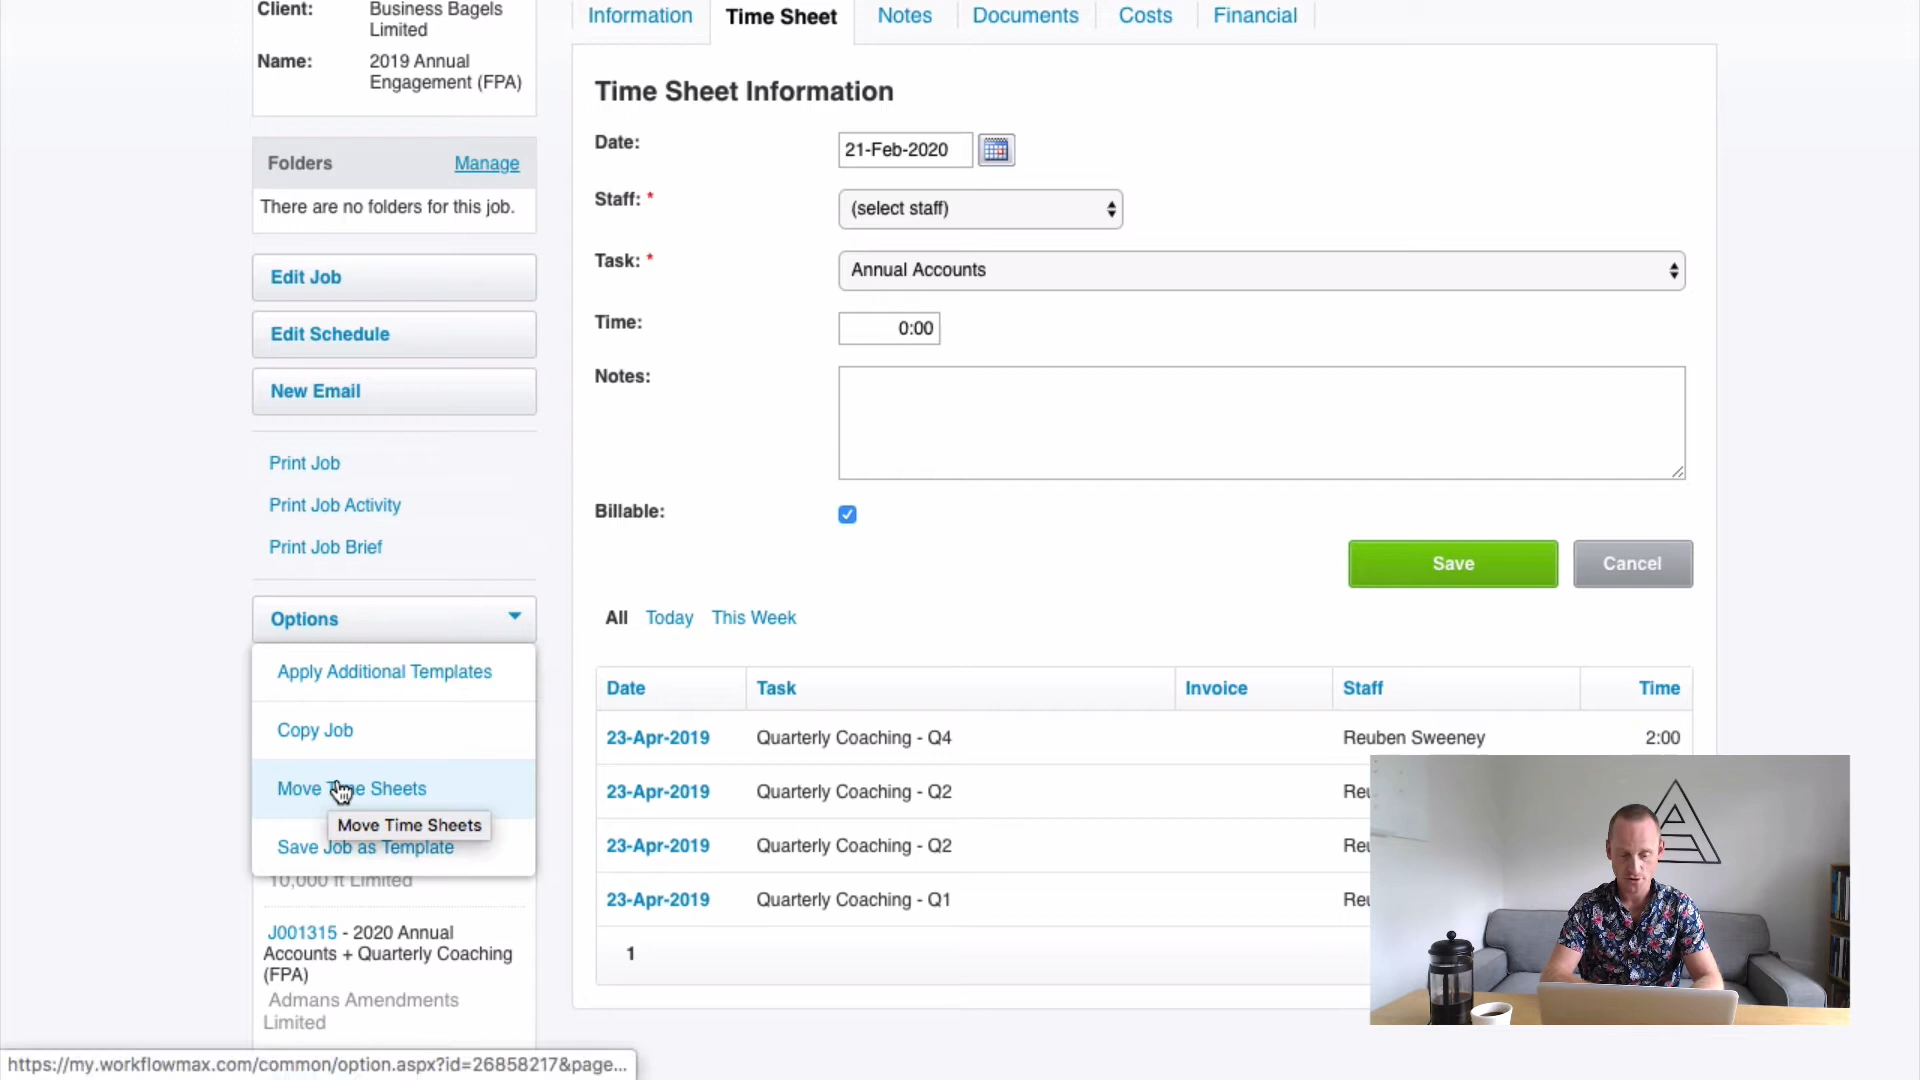 Client: Business Bagels
Limited
Name: 2019 Annual
Engagement (FPA)
Folders Manage
There are no folders for this job.
Edit Job
Edit Schedule
New Email
Print Job
Print Job Activity
Print Job Brief
Options
Apply Additional Templates
Copy Job
Move Time Sheets
Move Time Sheets
Save Job as Template
10,000 ft Limited
J001315 - 2020 Annual
Accounts + Quarterly Coaching
(FPA)
Admans Amendments
Limited
https://my.workflowmax.com/common/option.aspx?id=26858217&page...
Information Time Sheet Notes Documents Costs Financial
Time Sheet Information
Date: 21-Feb-2020
Staff: * (select staff)
Task: * Annual Accounts
Time: 0:00
Notes:
Billable:
Save Cancel
All Today This Week
Date Task Invoice Staff Time
23-Apr-2019 Quarterly Coaching - Q4 Reuben Sweeney 2:00
23-Apr-2019 Quarterly Coaching - Q2
23-Apr-2019 Quarterly Coaching - Q2
23-Apr-2019 Quarterly Coaching - Q1
1